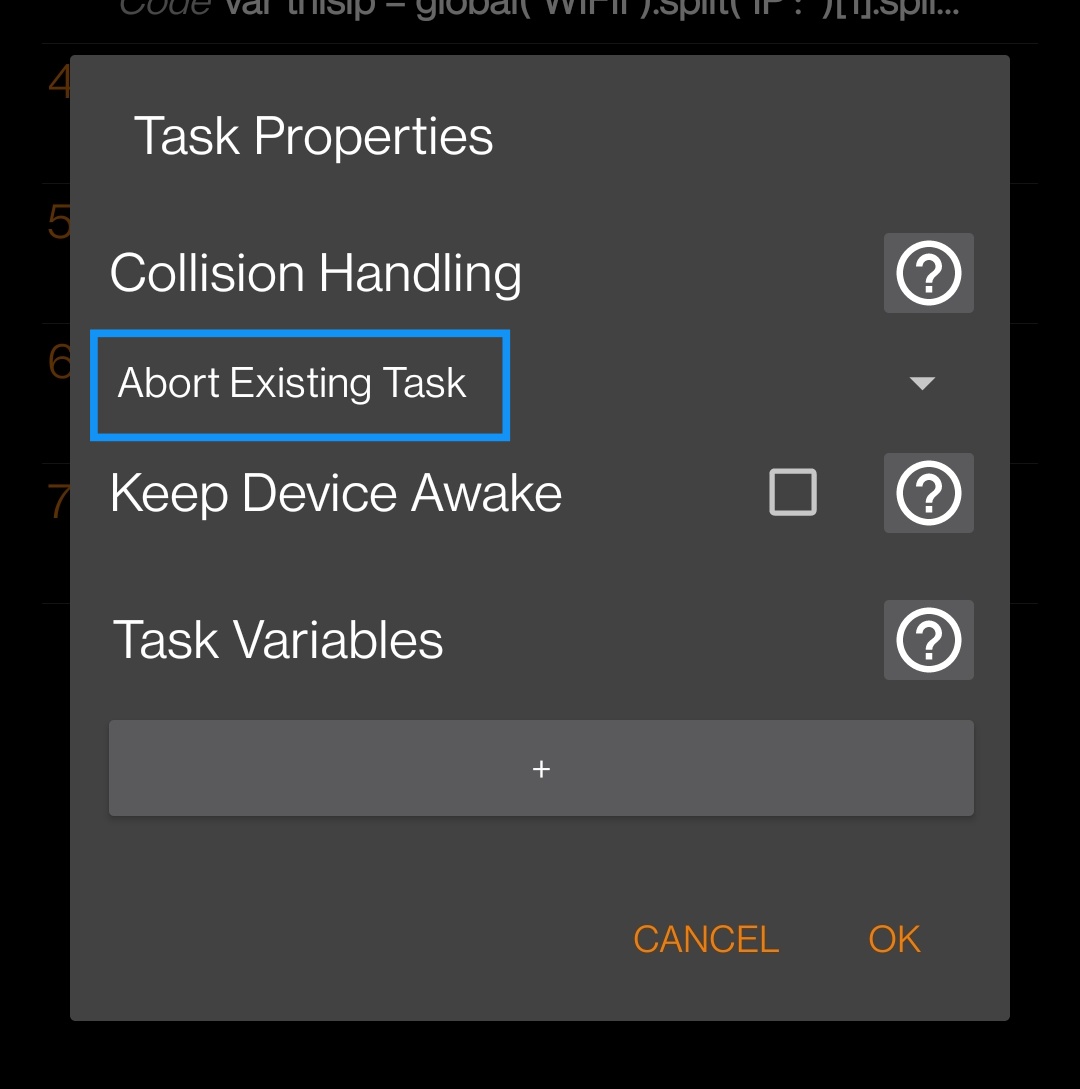 Code var thisip = global('WIFII').split('IP: ')[1].spli...
4
Task Properties
5
Collision Handling
6
Abort Existing Task
7
Keep Device Awake
Task Variables
+
CANCEL
OK